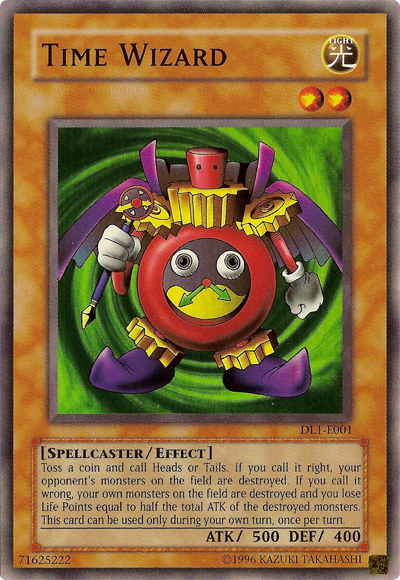 TIME WIZARD
LIGHT
光
DL1-E001
[SPELLCASTER/EFFECT]
Toss a coin and call Heads or Tails. If you call it right, your
opponent's monsters on the field are destroyed. If you call it
wrong, your own monsters on the field are destroyed and you lose
Life Points equal to half the total ATK of the destroyed monsters.
This card can be used only during your own turn, once per turn.
ATK/ 500 DEF/ 400
71625222
©1996 KAZUKI TAKAHASHI